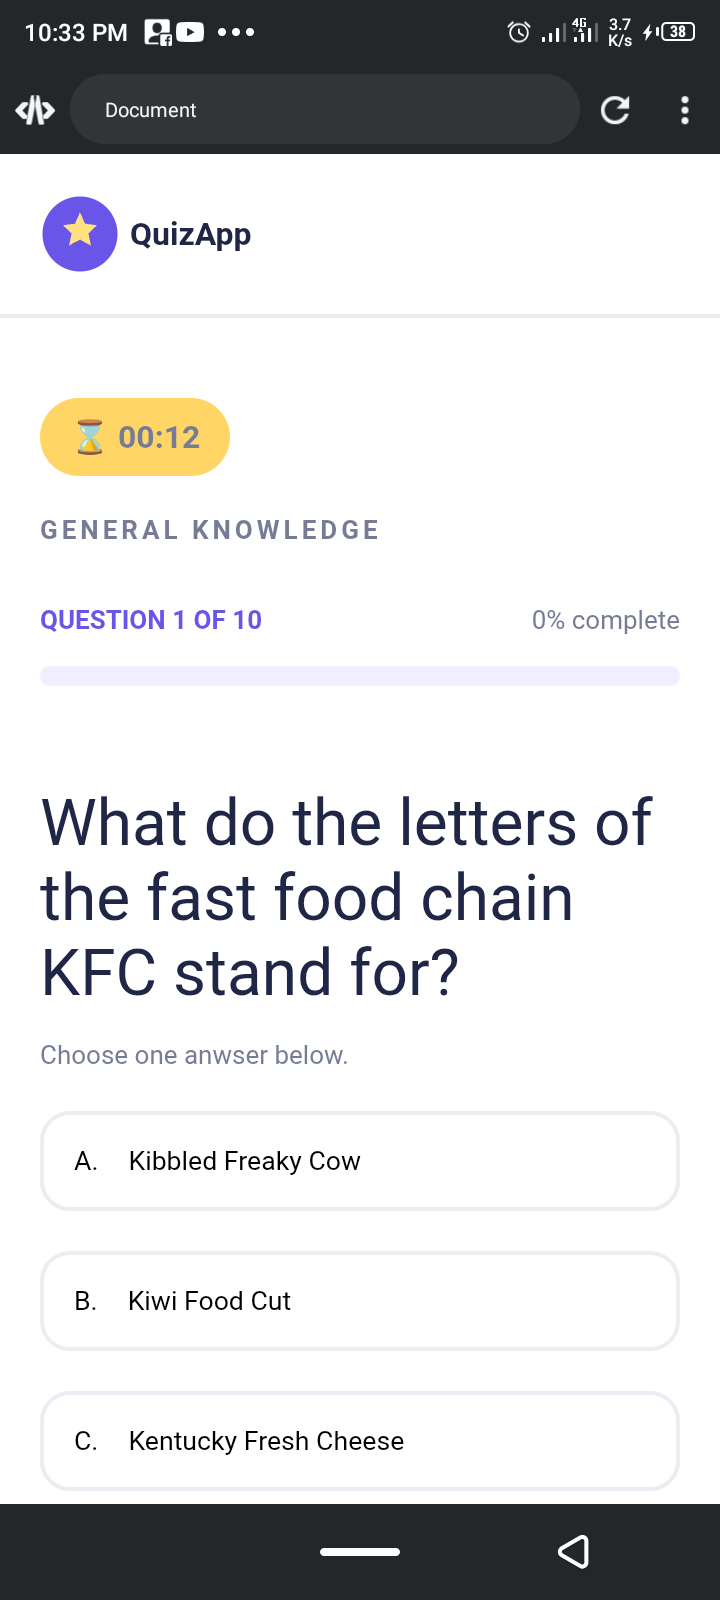 10:33 PM
4G
3.7
K/s
38
Document
QuizApp
00:12
GENERAL KNOWLEDGE
QUESTION 1 OF 10
0% complete
What do the letters of
the fast food chain
KFC stand for?
Choose one anwser below.
A. Kibbled Freaky Cow
B. Kiwi Food Cut
C. Kentucky Fresh Cheese